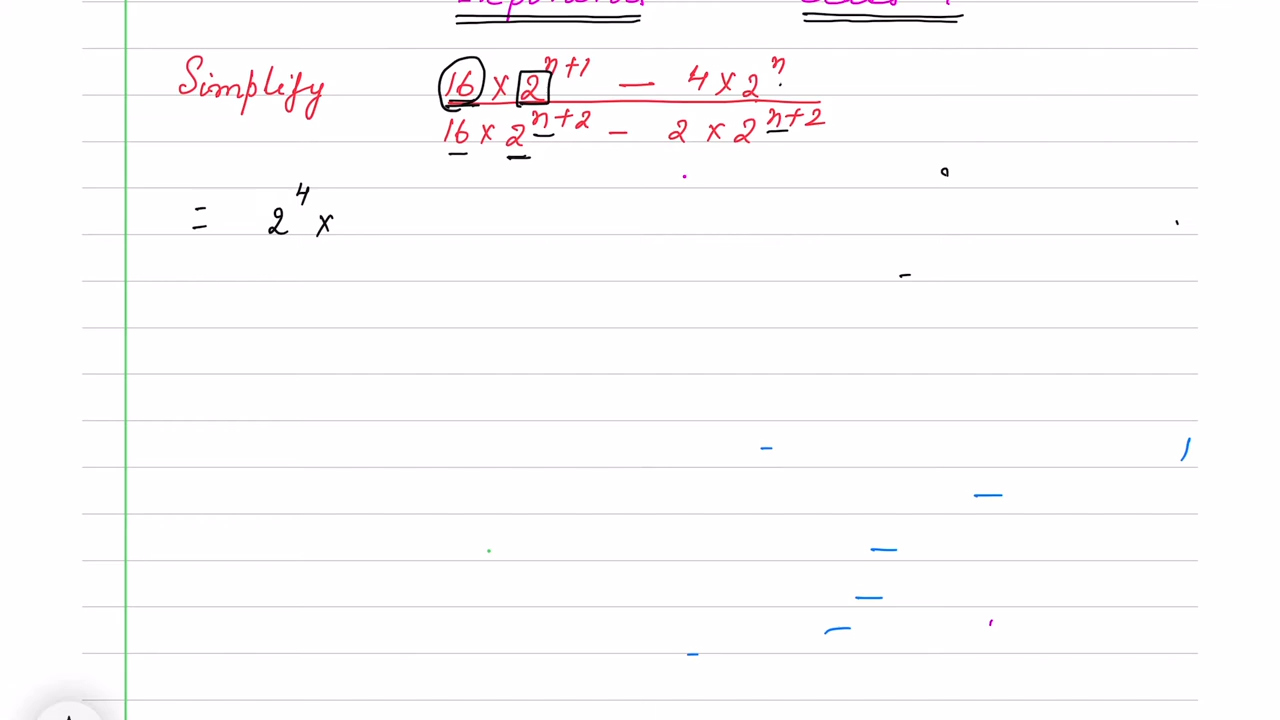 Simplify 16 × 2^{n+1} − 4 × 2^n
16 × 2^{n+2} − 2 × 2^{n+2}
= 2^4 ×